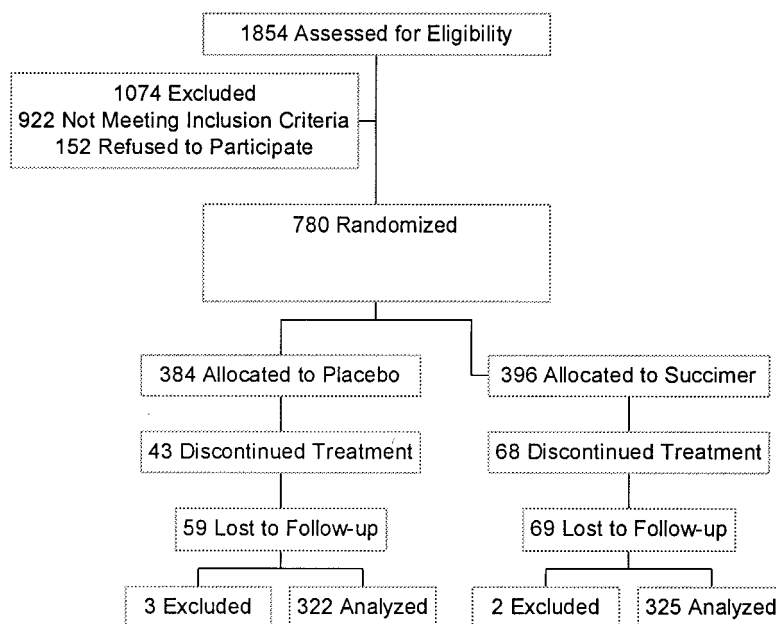 1854 Assessed for Eligibility
1074 Excluded
922 Not Meeting Inclusion Criteria
152 Refused to Participate
780 Randomized
384 Allocated to Placebo
396 Allocated to Succimer
43 Discontinued Treatment
68 Discontinued Treatment
59 Lost to Follow-up
69 Lost to Follow-up
3 Excluded
322 Analyzed
2 Excluded
325 Analyzed